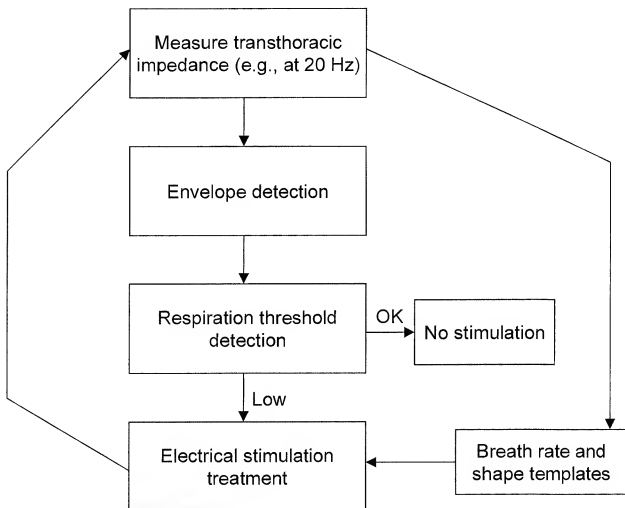 Measure transthoracic
impedance (e.g., at 20 Hz)
Envelope detection
Respiration threshold
detection
OK
No stimulation
Low
Electrical stimulation
treatment
Breath rate and
shape templates